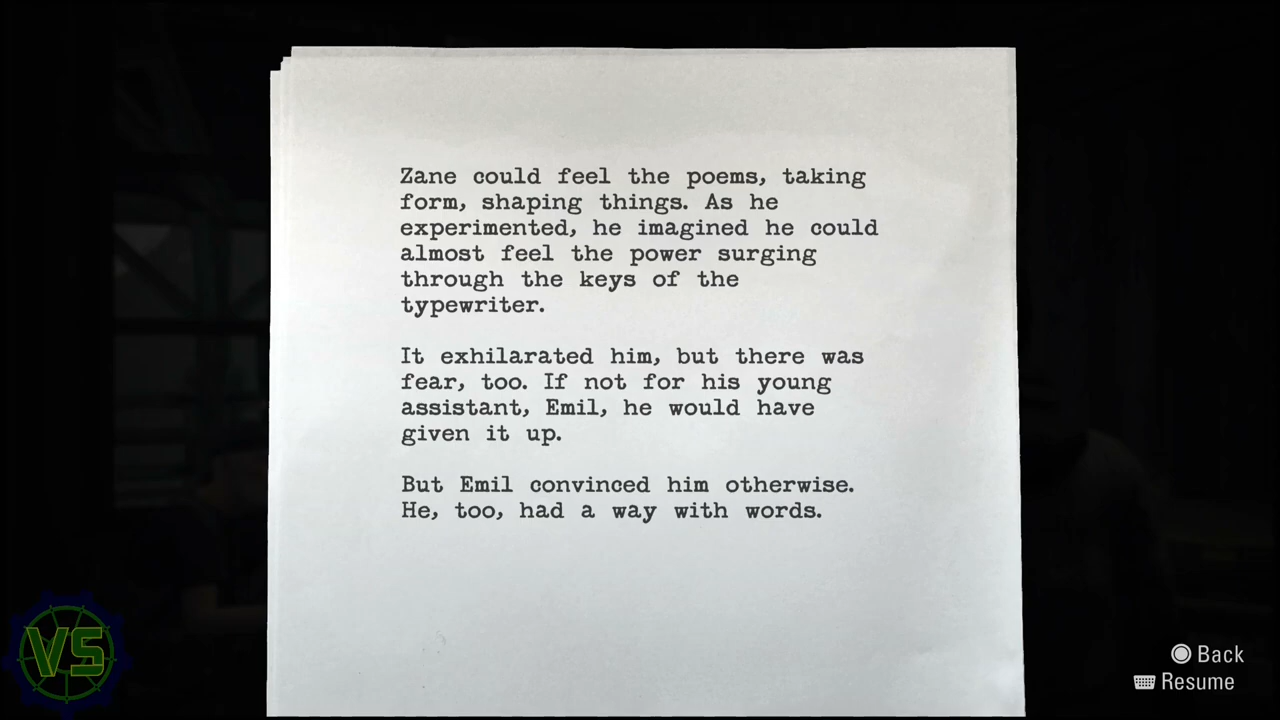 Zane could feel the poems, taking
form, shaping things. As he
experimented, he imagined he could
almost feel the power surging
through the keys of the
typewriter.
It exhilarated him, but there was
fear, too. If not for his young
assistant, Emil, he would have
given it up.
But Emil convinced him otherwise.
He, too, had a way with words.
VS
Back
Resume